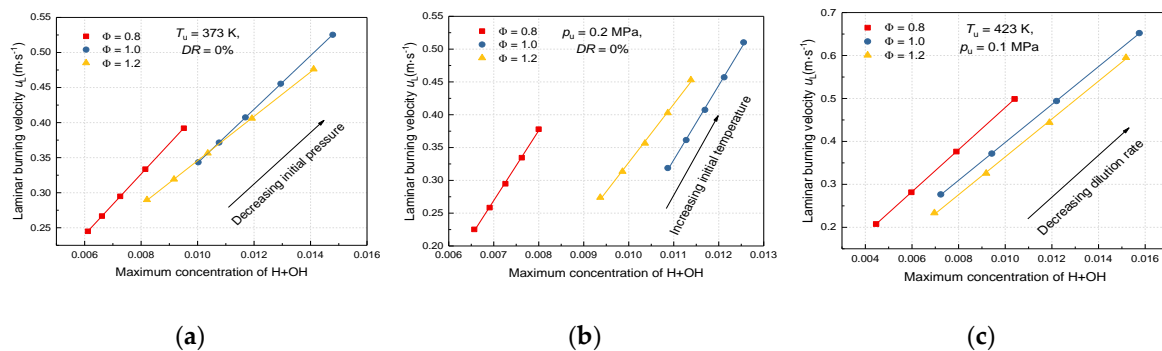 Laminar burning velocity uL(m·s-1)
0.55
0.50
0.45
0.40
0.35
0.30
0.25
Φ = 0.8
Φ = 1.0
Φ = 1.2
Tu = 373 K,
DR = 0%
Decreasing initial pressure
0.006 0.008 0.010 0.012 0.014 0.016
Maximum concentration of H+OH
(a)
Laminar burning velocity uL(m·s-1)
0.55
0.50
0.45
0.40
0.35
0.30
0.25
0.20
Φ = 0.8
Φ = 1.0
Φ = 1.2
pu = 0.2 MPa,
DR = 0%
Increasing initial temperature
0.006 0.007 0.008 0.009 0.010 0.011 0.012 0.013
Maximum concentration of H+OH
(b)
Laminar burning velocity uL(m·s-1)
0.7
0.6
0.5
0.4
0.3
0.2
Φ = 0.8
Φ = 1.0
Φ = 1.2
Tu = 423 K,
pu = 0.1 MPa
Decreasing dilution rate
0.004 0.006 0.008 0.010 0.012 0.014 0.016
Maximum concentration of H+OH
(c)